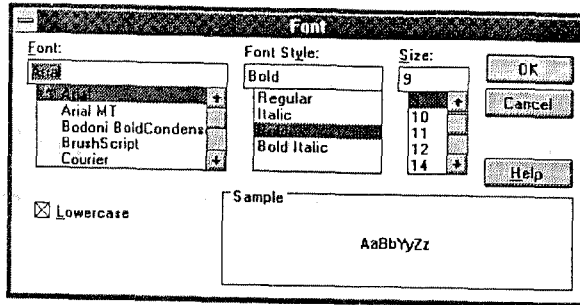 Font
Font:
Font Style:
Size:
Arial
Bold
9
OK
Arial
Arial MT
Bodoni BoldCondens
BrushScript
Courier
Regular
Italic
Bold Italic
10
11
12
14
Cancel
Help
Lowercase
Sample
AaBbYyZz